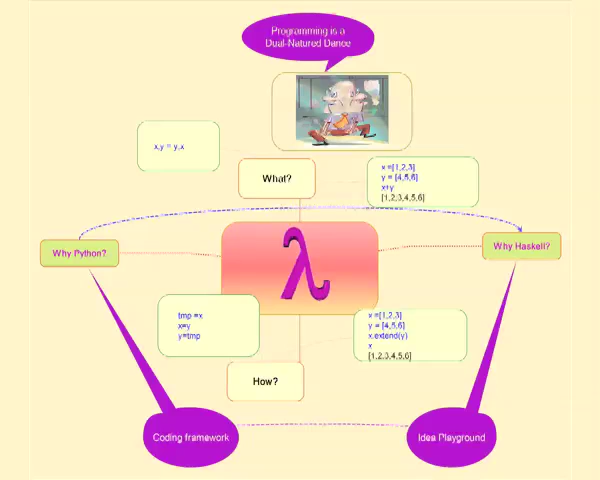 Programming is a
Dual-Natured Dance
x,y = y,x
What?
x =[1,2,3]
y = [4,5,6]
x+y
[1,2,3,4,5,6]
Why Python?
Why Haskell?
λ
tmp =x
x=y
y=tmp
x =[1,2,3]
y = [4,5,6]
x.extend(y)
x
[1,2,3,4,5,6]
How?
Coding framework
Idea Playground